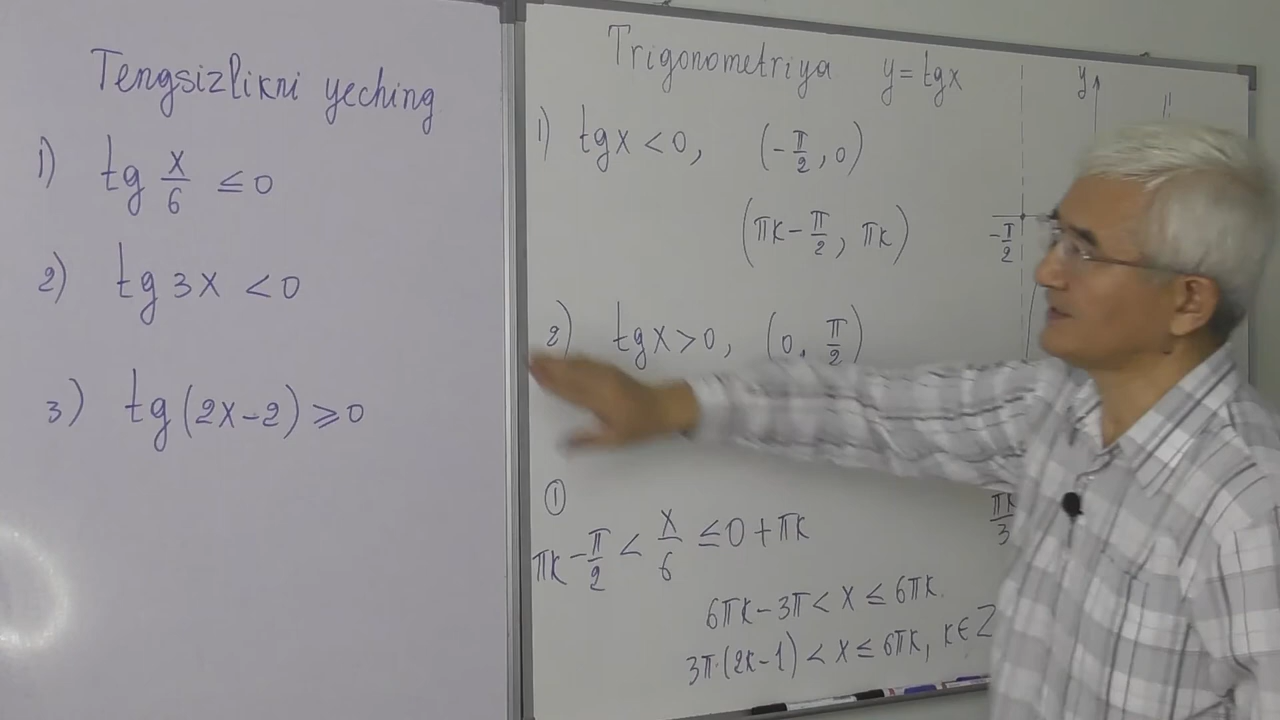 Tengsizlikni yeching
1) tg x/6 ≤ 0
2) tg 3x < 0
3) tg(2x-2) ≥ 0
Trigonometriya y = tgx
1) tgx < 0, (-π/2, 0)
(πk - π/2, πk)
2) tgx > 0, (0, π/2)
①
πk - π/2 < x/6 ≤ 0 + πk
6πk - 3π < x ≤ 6πk
3π·(2k-1) < x ≤ 6πk, k ∈ Z
y
-π/2
πk/3